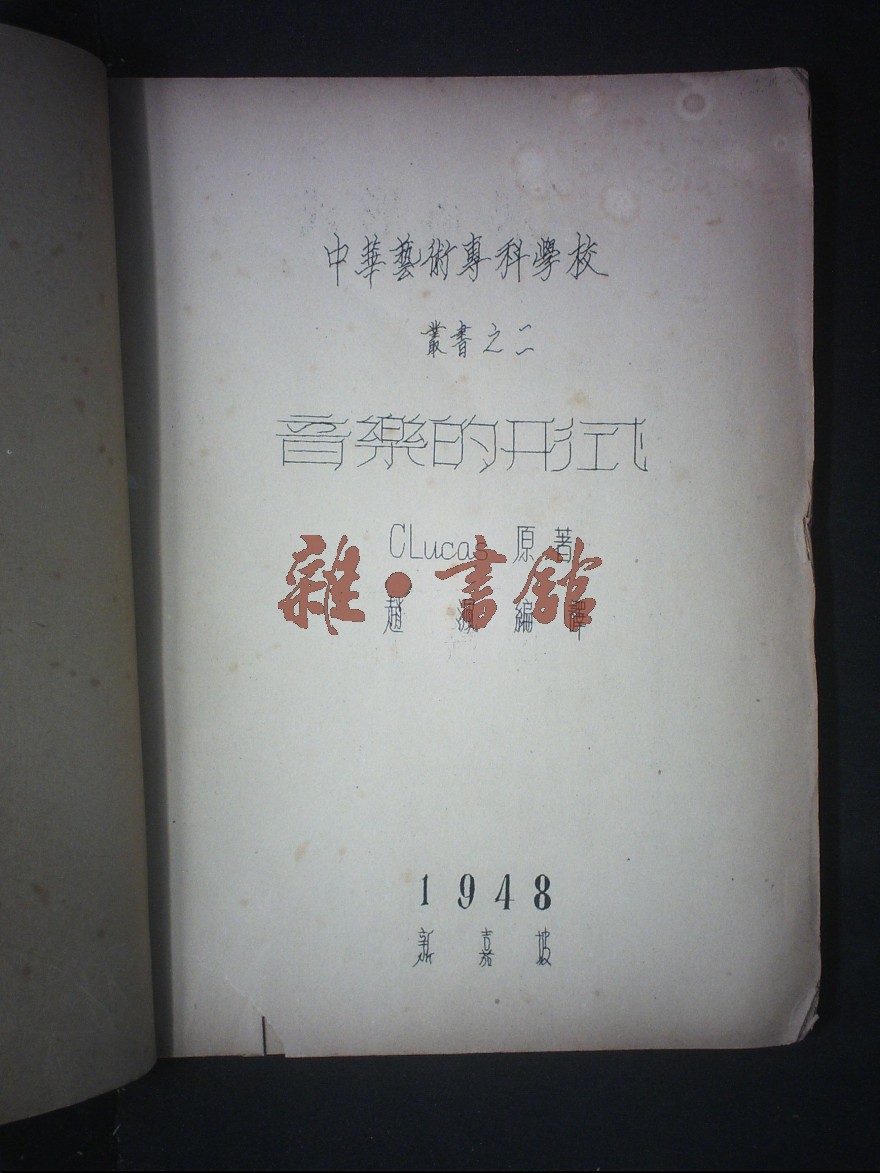 中華藝術專科學校
叢書之二
音樂的形式
CLucas 原著
雜·書舘
趙 編譯
1948
新嘉坡